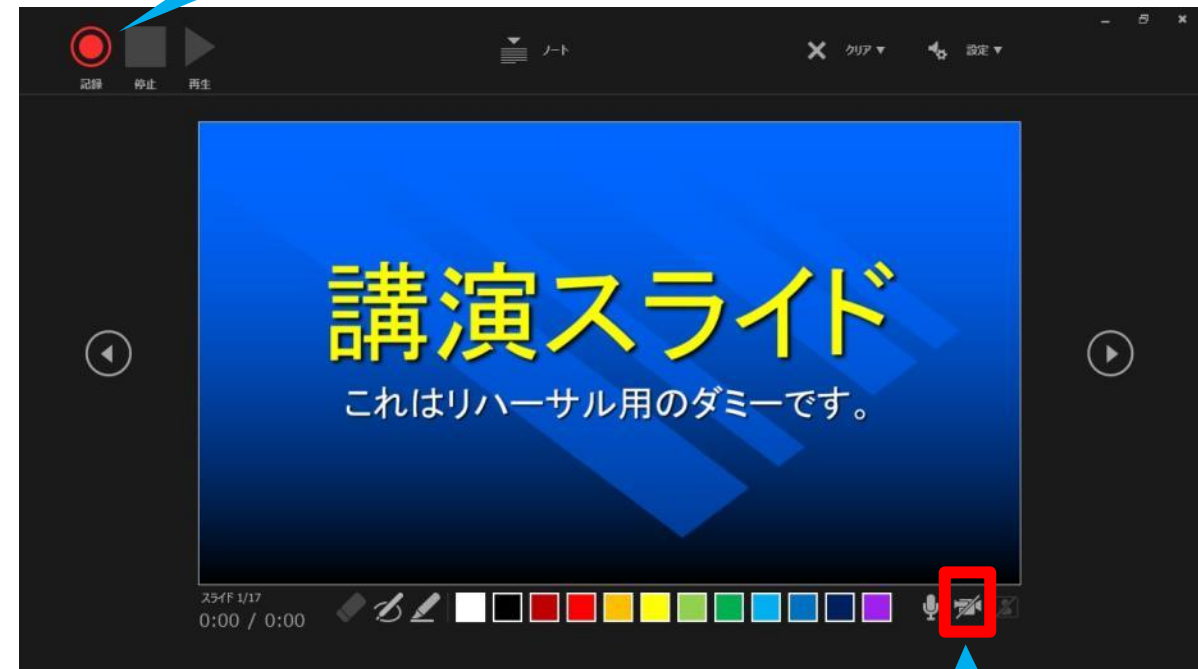 記録 停止 再生
ノート
クリア
設定
講演スライド
これはリハーサル用のダミーです。
スライド 1/17
0:00 / 0:00